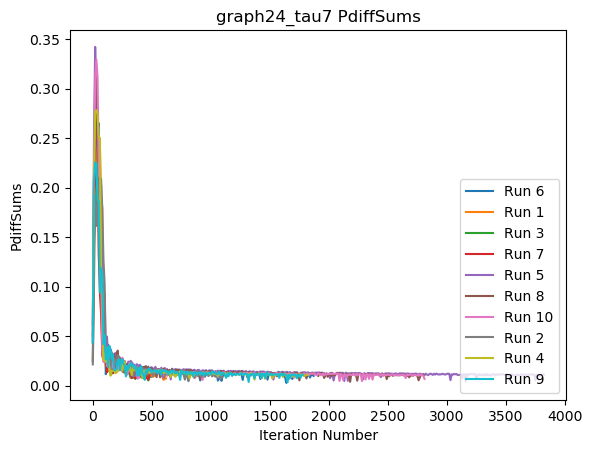 graph24_tau7 PdiffSums
PdiffSums
0.35
0.30
0.25
0.20
0.15
0.10
0.05
0.00
Run 6
Run 1
Run 3
Run 7
Run 5
Run 8
Run 10
Run 2
Run 4
Run 9
0 500 1000 1500 2000 2500 3000 3500 4000
Iteration Number